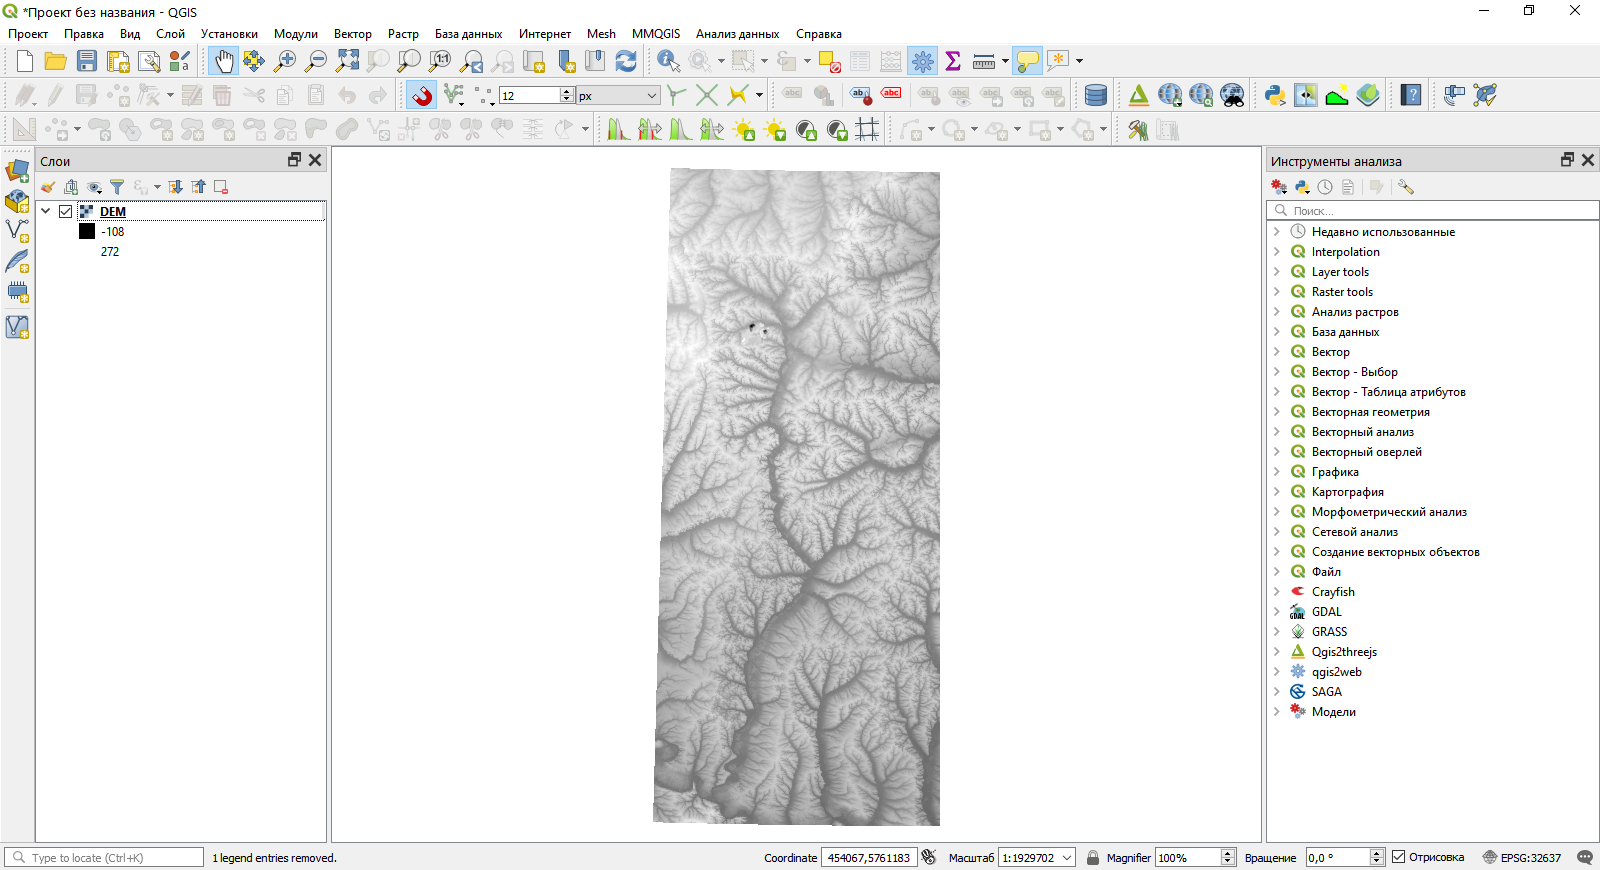 *Проект без названия - QGIS
Проект Правка Вид Слой Установки Модули Вектор Растр База данных Интернет Mesh MMQGIS Анализ данных Справка
12 px
Слои
DEM
-108
272
Инструменты анализа
Поиск...
Недавно использованные
Interpolation
Layer tools
Raster tools
Анализ растров
База данных
Вектор
Вектор - Выбор
Вектор - Таблица атрибутов
Векторная геометрия
Векторный анализ
Векторный оверлей
Графика
Картография
Морфометрический анализ
Сетевой анализ
Создание векторных объектов
Файл
Crayfish
GDAL
GRASS
Qgis2threejs
qgis2web
SAGA
Модели
Type to locate (Ctrl+K) 1 legend entries removed. Coordinate 454067,5761183 Масштаб 1:1929702 Magnifier 100% Вращение 0,0 ° Отрисовка EPSG:32637